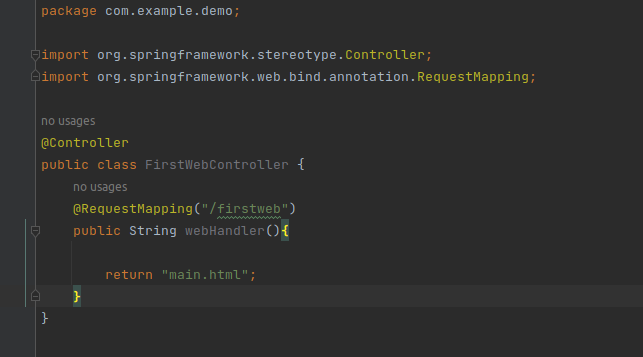 package com.example.demo;
import org.springframework.stereotype.Controller;
import org.springframework.web.bind.annotation.RequestMapping;
no usages
@Controller
public class FirstWebController {
no usages
@RequestMapping("/firstweb")
public String webHandler(){
return "main.html";
}
}